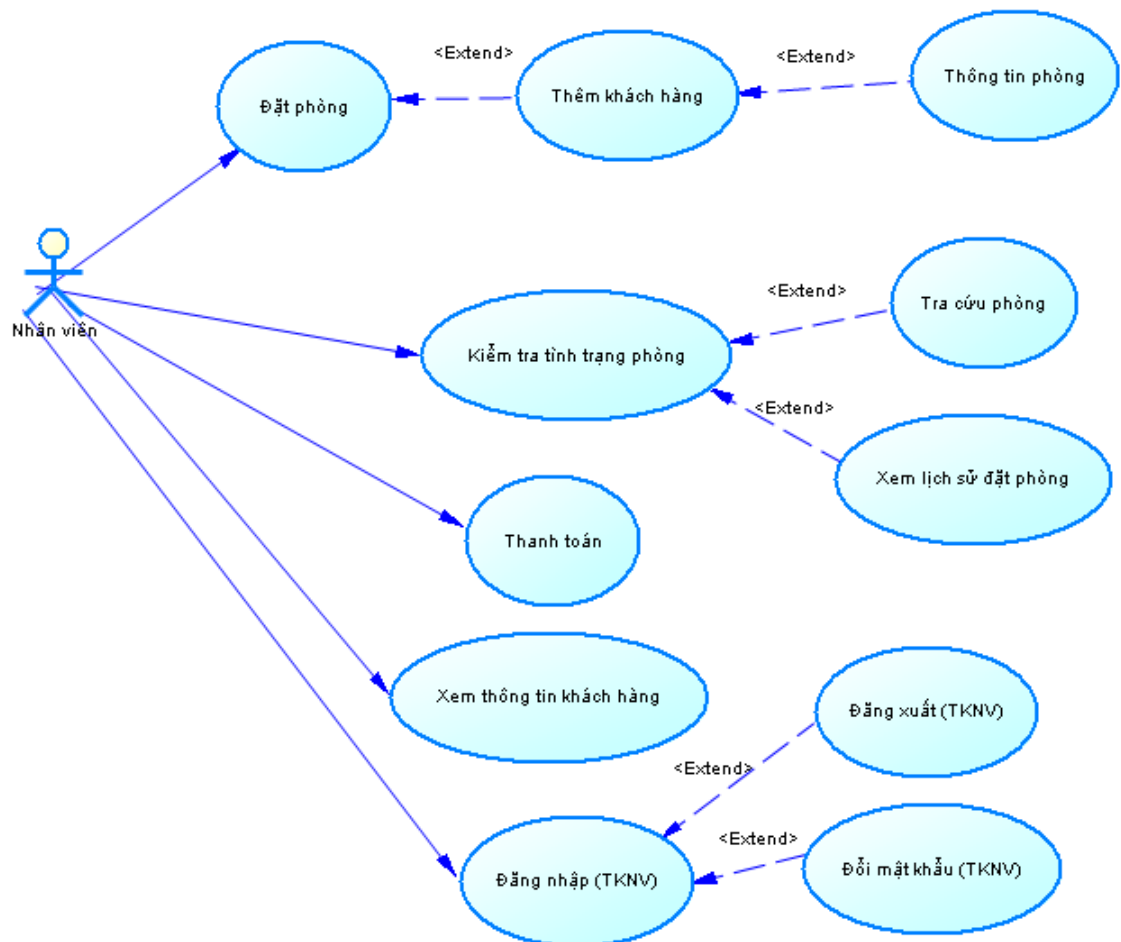 <Extend>
<Extend>
Thông tin phòng
Thêm khách hàng
Đặt phòng
<Extend>
Tra cứu phòng
Nhân viên
Kiểm tra tình trạng phòng
<Extend>
Xem lịch sử đặt phòng
Thanh toán
Xem thông tin khách hàng
Đăng xuất (TKNV)
<Extend>
<Extend>
Đổi mật khẩu (TKNV)
Đăng nhập (TKNV)